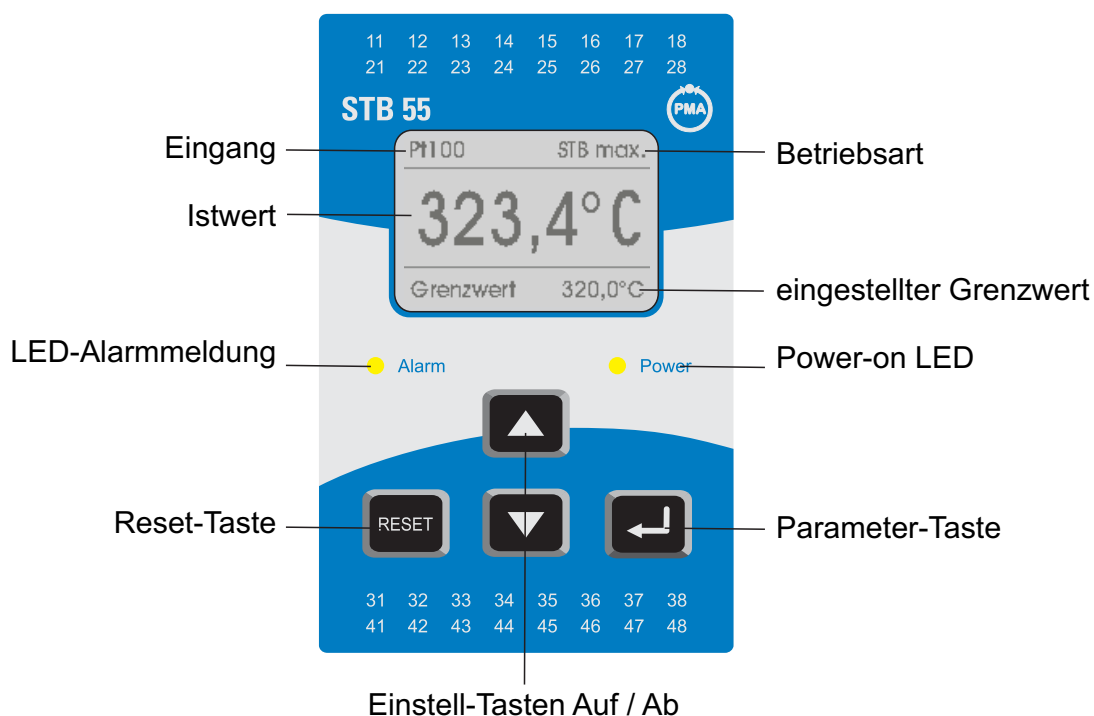 11 12 13 14 15 16 17 18
21 22 23 24 25 26 27 28
STB 55
PMA
Eingang
Pt100 STB max.
Betriebsart
Istwert
323,4°C
Grenzwert 320,0°C
eingestellter Grenzwert
LED-Alarmmeldung
Alarm
Power
Power-on LED
Reset-Taste
RESET
Parameter-Taste
31 32 33 34 35 36 37 38
41 42 43 44 45 46 47 48
Einstell-Tasten Auf / Ab